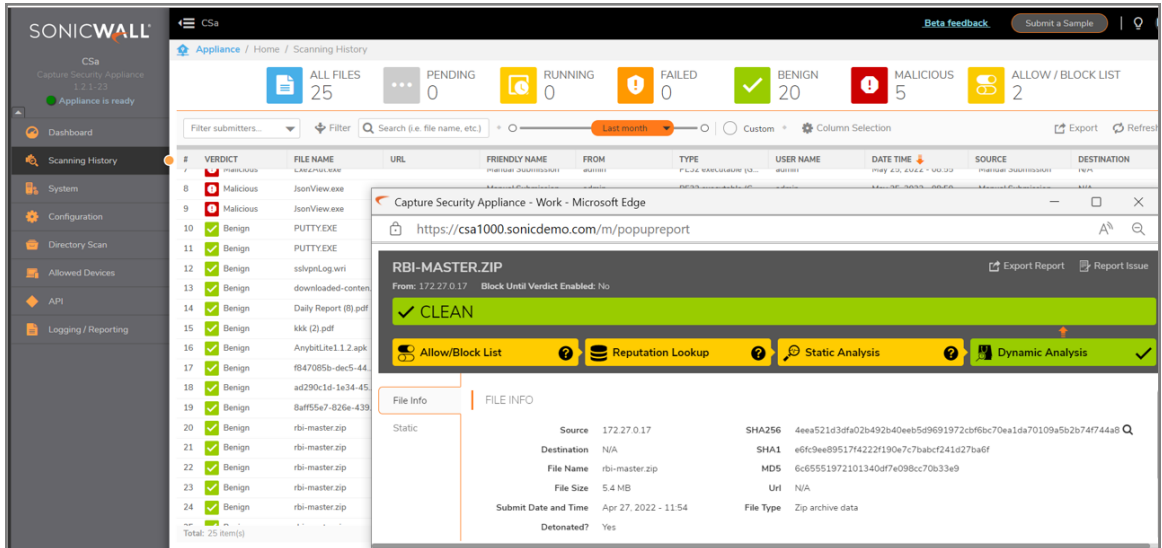 SONICWALL
CSa
Capture Security Appliance
1.2.1-23
Appliance is ready
Dashboard
Scanning History
System
Configuration
Directory Scan
Allowed Devices
API
Logging / Reporting
CSa
Beta feedback
Submit a Sample
Appliance / Home / Scanning History
ALL FILES 25
PENDING 0
RUNNING 0
FAILED 0
BENIGN 20
MALICIOUS 5
ALLOW / BLOCK LIST 2
Filter submitters... Filter Search (i.e. file name, etc.) Last month Custom Column Selection Export Refresh
# VERDICT FILE NAME URL FRIENDLY NAME FROM TYPE USER NAME DATE TIME SOURCE DESTINATION
8 Malicious JsonView.exe
9 Malicious JsonView.exe
10 Benign PUTTY.EXE
11 Benign PUTTY.EXE
12 Benign sslvpnLog.wri
13 Benign downloaded-conten.
14 Benign Daily Report (8).pdf
15 Benign kkk (2).pdf
16 Benign AnybitLite1.1.2.apk
17 Benign f847085b-dec5-44.
18 Benign ad290c1d-1e34-45.
19 Benign 8aff55e7-826e-439.
20 Benign rbi-master.zip
21 Benign rbi-master.zip
22 Benign rbi-master.zip
23 Benign rbi-master.zip
24 Benign rbi-master.zip
Total: 25 item(s)
Capture Security Appliance - Work - Microsoft Edge
https://csa1000.sonicdemo.com/m/popupreport
RBI-MASTER.ZIP
Export Report Report Issue
From: 172.27.0.17 Block Until Verdict Enabled: No
CLEAN
Allow/Block List ? Reputation Lookup ? Static Analysis ? Dynamic Analysis
File Info
Static
FILE INFO
Source 172.27.0.17 SHA256 4eea521d3dfa02b492b40eeb5d9691972cbf6bc70ea1da70109a5b2b74f744a8
Destination N/A SHA1 e6fc9ee89517f4222f190e7c7babcf241d27ba6f
File Name rbi-master.zip MD5 6c65551972101340df7e098cc70b33e9
File Size 5.4 MB Url N/A
Submit Date and Time Apr 27, 2022 - 11:54 File Type Zip archive data
Detonated? Yes